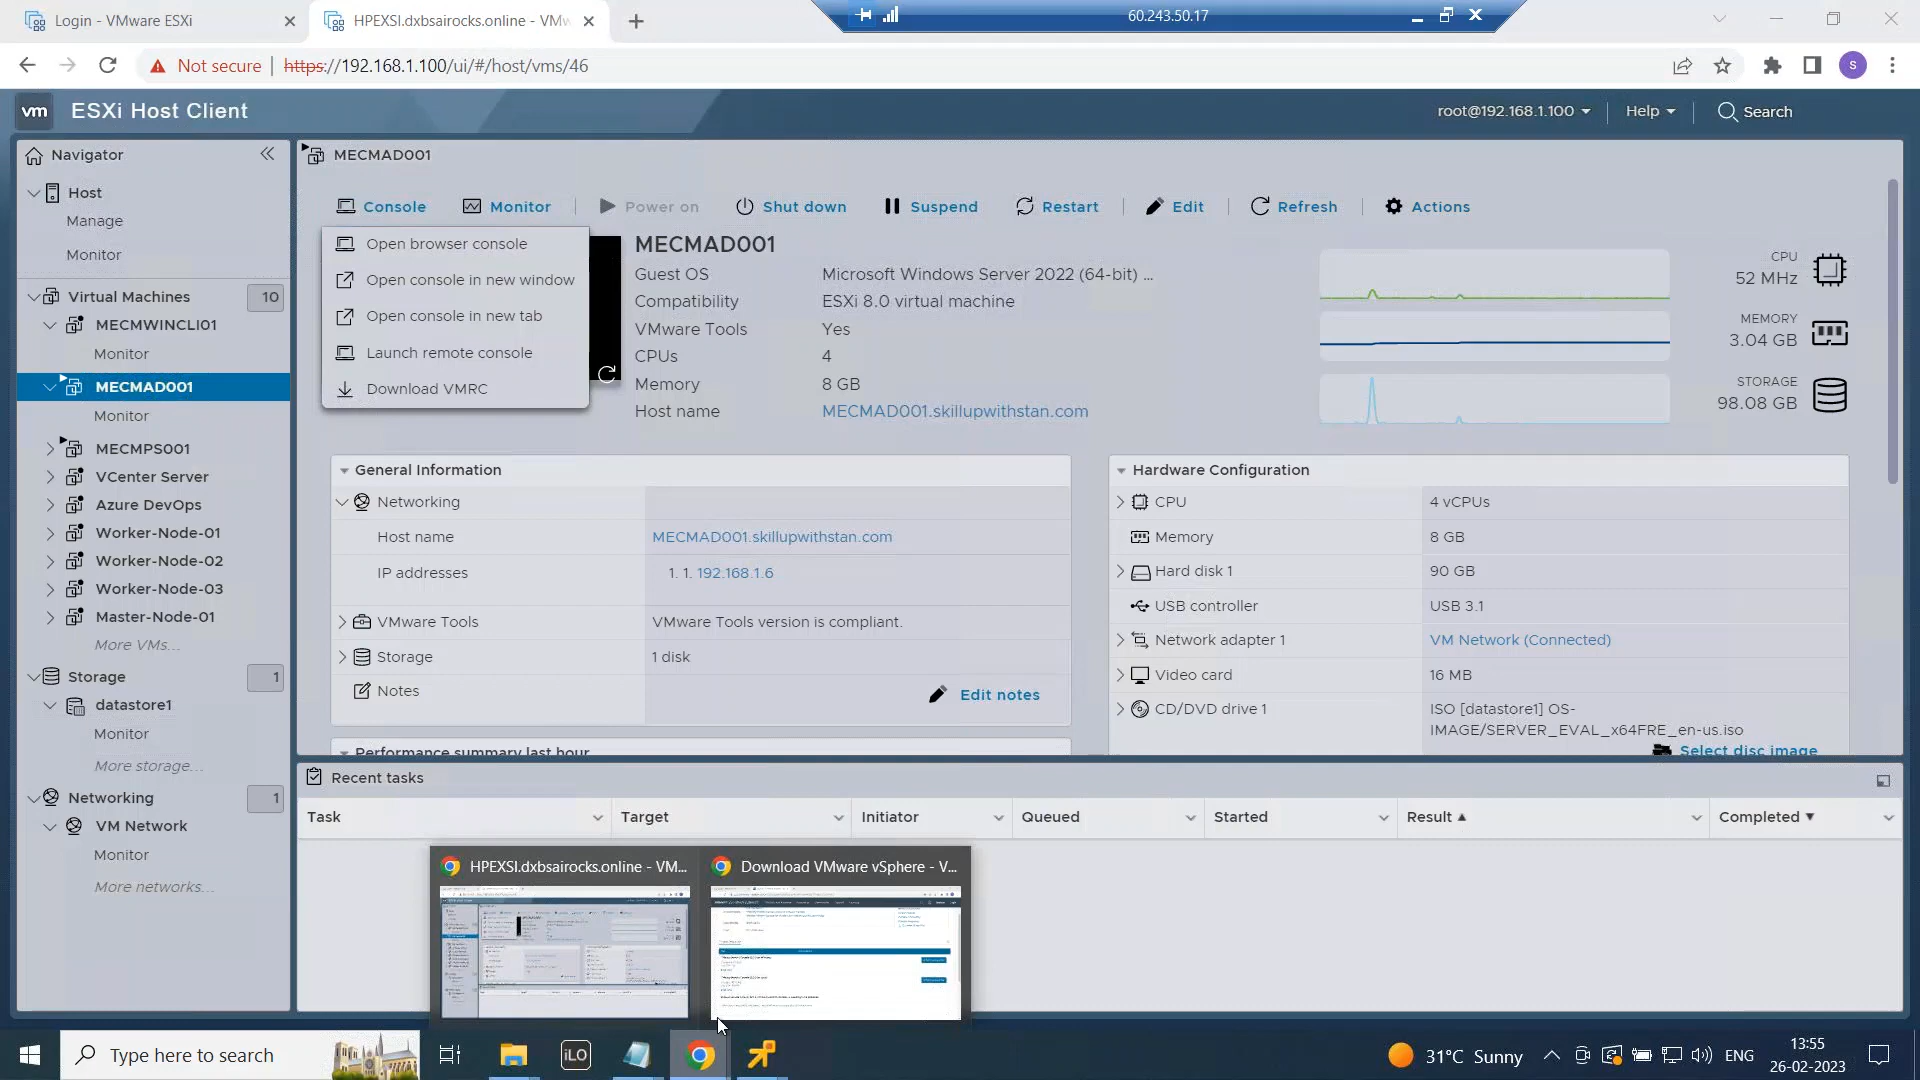 Login - VMware ESXi
HPEXSI.dxbsairocks.online - VMw
60.243.50.17
Not secure
https://192.168.1.100/ui/#/host/vms/46
S
vm
ESXi Host Client
root@192.168.1.100
Help
Search
Navigator
Host
Manage
Monitor
Virtual Machines
10
MECMWINCLI01
Monitor
MECMAD001
Monitor
MECMPS001
VCenter Server
Azure DevOps
Worker-Node-01
Worker-Node-02
Worker-Node-03
Master-Node-01
More VMs...
Storage
1
datastore1
Monitor
More storage...
Networking
1
VM Network
Monitor
More networks...
MECMAD001
Console
Monitor
Power on
Shut down
Suspend
Restart
Edit
Refresh
Actions
Open browser console
Open console in new window
Open console in new tab
Launch remote console
Download VMRC
MECMAD001
Guest OS
Microsoft Windows Server 2022 (64-bit) ...
Compatibility
ESXi 8.0 virtual machine
VMware Tools
Yes
CPUs
4
Memory
8 GB
Host name
MECMAD001.skillupwithstan.com
CPU
52 MHz
MEMORY
3.04 GB
STORAGE
98.08 GB
General Information
Networking
Host name
MECMAD001.skillupwithstan.com
IP addresses
1. 1. 192.168.1.6
VMware Tools
VMware Tools version is compliant.
Storage
1 disk
Notes
Edit notes
Performance summary last hour
Hardware Configuration
CPU
4 vCPUs
Memory
8 GB
Hard disk 1
90 GB
USB controller
USB 3.1
Network adapter 1
VM Network (Connected)
Video card
16 MB
CD/DVD drive 1
ISO [datastore1] OS-
IMAGE/SERVER_EVAL_x64FRE_en-us.iso
Select disc image
Recent tasks
Task
Target
Initiator
Queued
Started
Result
Completed
HPEXSI.dxbsairocks.online - VM...
Download VMware vSphere - V...
Type here to search
iLO
31°C Sunny
ENG
13:55
26-02-2023